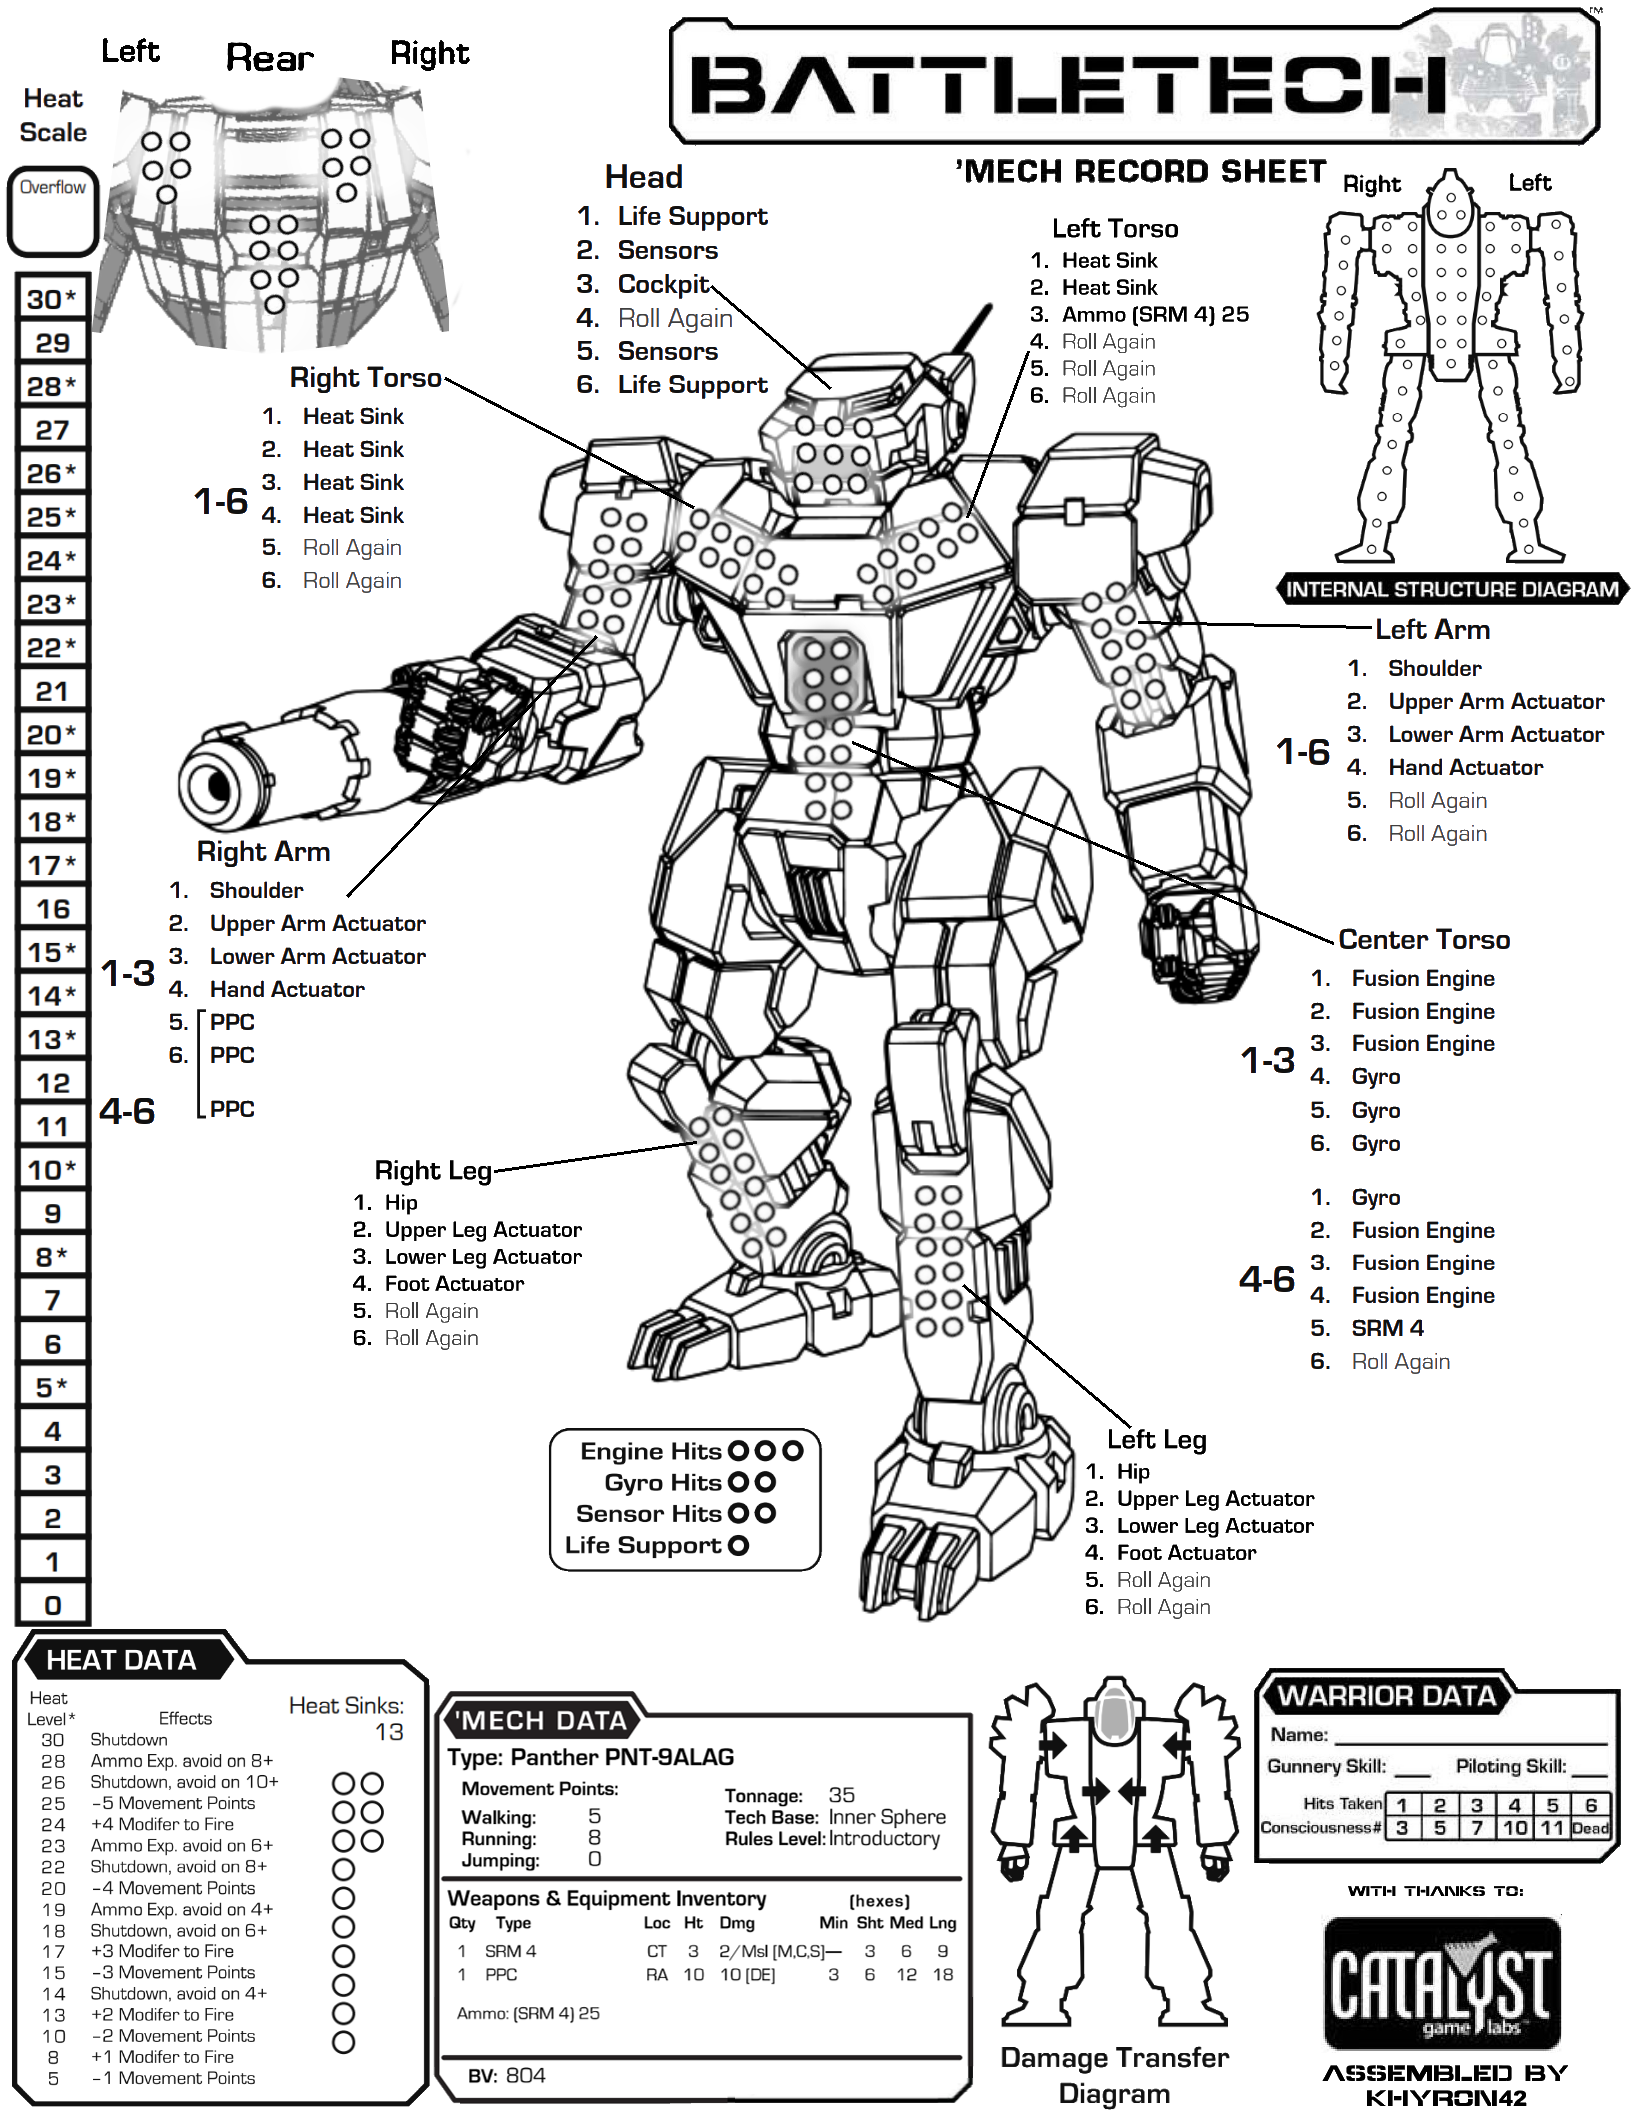 Left Rear Right
Heat
Scale
Overflow
30*
29
28*
27
26*
25*
24*
23*
22*
21
20*
19*
18*
17*
16
15*
14*
13*
12
11
10*
9
8*
7
6
5*
4
3
2
1
0
BATTLETECH™
'MECH RECORD SHEET
Head
1. Life Support
2. Sensors
3. Cockpit
4. Roll Again
5. Sensors
6. Life Support
Left Torso
1. Heat Sink
2. Heat Sink
3. Ammo (SRM 4) 25
4. Roll Again
5. Roll Again
6. Roll Again
Right Left
INTERNAL STRUCTURE DIAGRAM
Right Torso
1-6
1. Heat Sink
2. Heat Sink
3. Heat Sink
4. Heat Sink
5. Roll Again
6. Roll Again
Left Arm
1-6
1. Shoulder
2. Upper Arm Actuator
3. Lower Arm Actuator
4. Hand Actuator
5. Roll Again
6. Roll Again
Right Arm
1-3
1. Shoulder
2. Upper Arm Actuator
3. Lower Arm Actuator
4. Hand Actuator
5. PPC
6. PPC
4-6
PPC
Center Torso
1-3
1. Fusion Engine
2. Fusion Engine
3. Fusion Engine
4. Gyro
5. Gyro
6. Gyro
4-6
1. Gyro
2. Fusion Engine
3. Fusion Engine
4. Fusion Engine
5. SRM 4
6. Roll Again
Right Leg
1. Hip
2. Upper Leg Actuator
3. Lower Leg Actuator
4. Foot Actuator
5. Roll Again
6. Roll Again
Left Leg
1. Hip
2. Upper Leg Actuator
3. Lower Leg Actuator
4. Foot Actuator
5. Roll Again
6. Roll Again
Engine Hits
Gyro Hits
Sensor Hits
Life Support
HEAT DATA
Heat
Level* Effects
Heat Sinks:
13
30 Shutdown
28 Ammo Exp. avoid on 8+
26 Shutdown, avoid on 10+
25 -5 Movement Points
24 +4 Modifer to Fire
23 Ammo Exp. avoid on 6+
22 Shutdown, avoid on 8+
20 -4 Movement Points
19 Ammo Exp. avoid on 4+
18 Shutdown, avoid on 6+
17 +3 Modifer to Fire
15 -3 Movement Points
14 Shutdown, avoid on 4+
13 +2 Modifer to Fire
10 -2 Movement Points
8 +1 Modifer to Fire
5 -1 Movement Points
'MECH DATA
Type: Panther PNT-9ALAG
Movement Points:
Walking: 5
Running: 8
Jumping: 0
Tonnage: 35
Tech Base: Inner Sphere
Rules Level: Introductory
Weapons & Equipment Inventory (hexes)
Qty Type Loc Ht Dmg Min Sht Med Lng
1 SRM 4 CT 3 2/Msl [M,C,S] — 3 6 9
1 PPC RA 10 10 [DE] 3 6 12 18
Ammo: (SRM 4) 25
BV: 804
Damage Transfer
Diagram
WARRIOR DATA
Name:
Gunnery Skill: Piloting Skill:
Hits Taken 1 2 3 4 5 6
Consciousness# 3 5 7 10 11 Dead
WITH THANKS TO:
CATALYST
game labs™
ASSEMBLED BY
KHYRON42